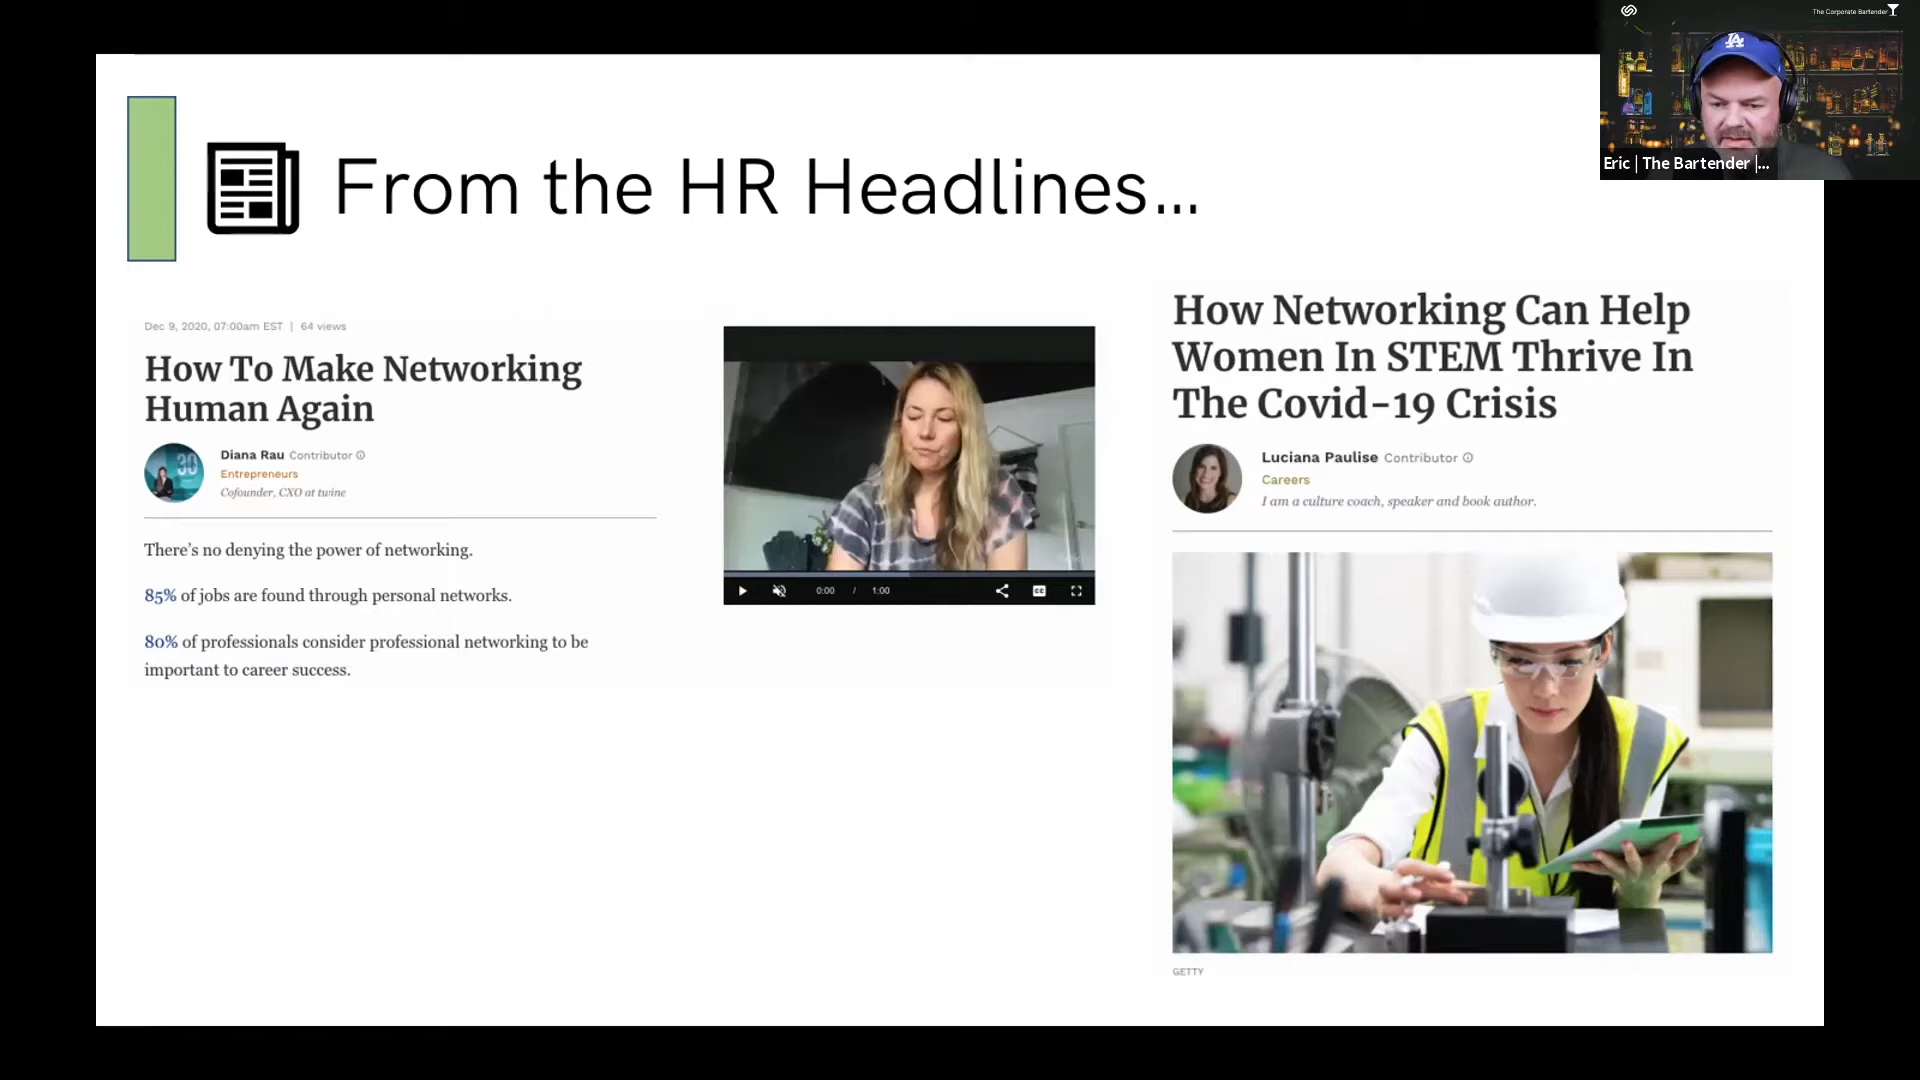 The Corporate Bartender
LA
Eric | The Bartender |...
From the HR Headlines...
Dec 9, 2020, 07:00am EST | 64 views
How To Make Networking
Human Again
30
Diana Rau Contributor
Entrepreneurs
Cofounder, CXO at twine
There's no denying the power of networking.
85% of jobs are found through personal networks.
80% of professionals consider professional networking to be
important to career success.
0:00 / 1:00
CC
How Networking Can Help
Women In STEM Thrive In
The Covid-19 Crisis
Luciana Paulise Contributor
Careers
I am a culture coach, speaker and book author.
GETTY